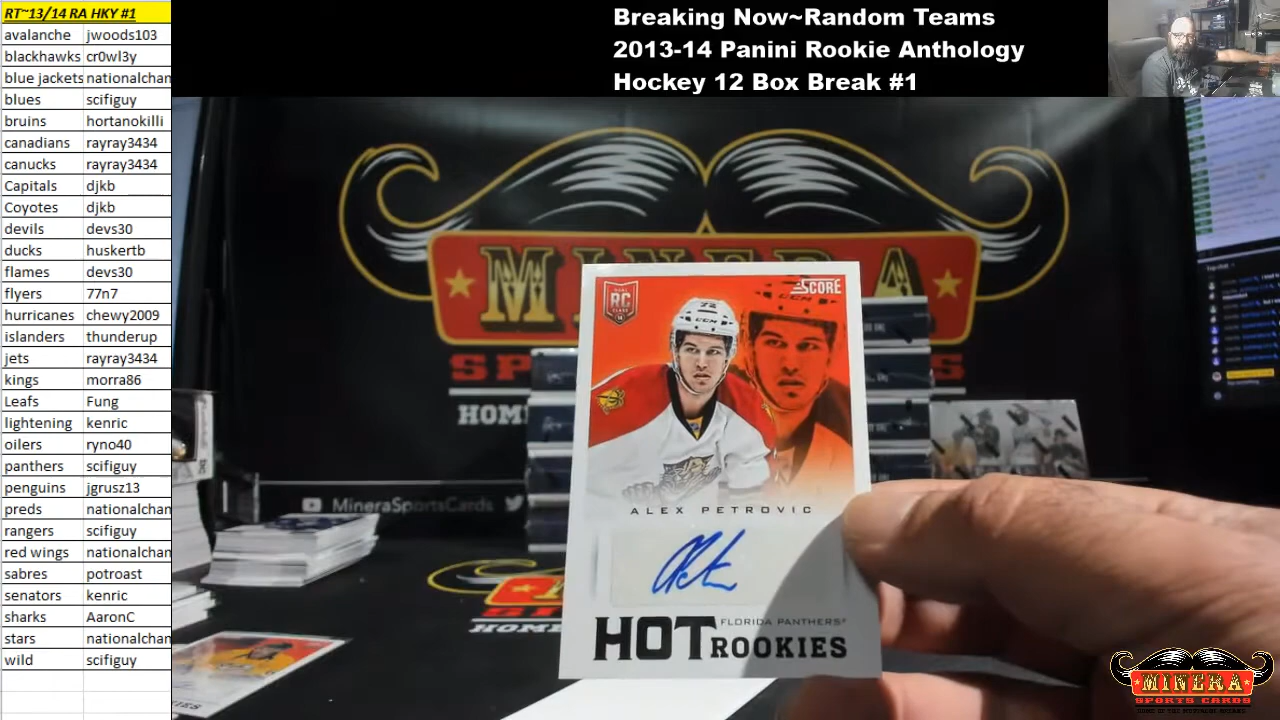 RT~13/14 RA HKY #1
avalanche jwoods103
blackhawks cr0wl3y
blue jackets nationalchan
blues scifiguy
bruins hortanokilli
canadians rayray3434
canucks rayray3434
Capitals djkb
Coyotes djkb
devils devs30
ducks huskertb
flames devs30
flyers 77n7
hurricanes chewy2009
islanders thunderup
jets rayray3434
kings morra86
Leafs Fung
lightening kenric
oilers ryno40
panthers scifiguy
penguins jgrusz13
preds nationalchan
rangers scifiguy
red wings nationalchan
sabres potroast
senators kenric
sharks AaronC
stars nationalchan
wild scifiguy
Breaking Now~Random Teams
2013-14 Panini Rookie Anthology
Hockey 12 Box Break #1
MINERA
SP
HOM
MineraSportsCards
RC
SCORE
CCM
ALEX PETROVIC
FLORIDA PANTHERS
HOT ROOKIES
MINERA
SPORTS CARDS